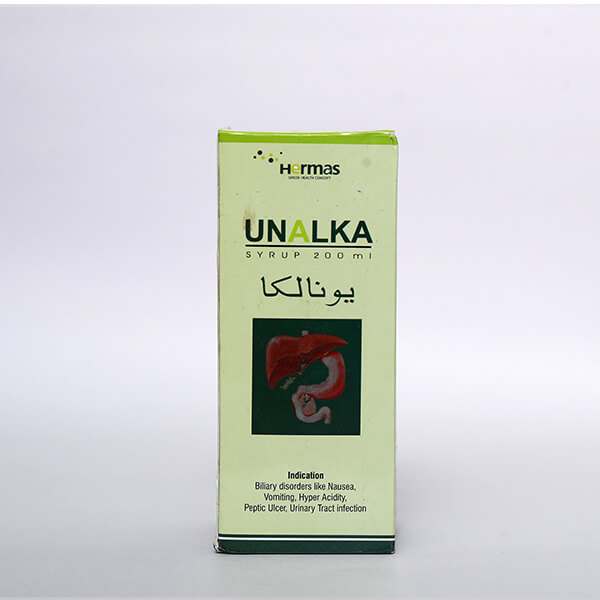 Hermas
GREEK HEALTH CONCEPT
UNALKA
SYRUP 200 ml
يونالكا
Indication
Biliary disorders like Nausea,
Vomiting, Hyper Acidity,
Peptic Ulcer, Urinary Tract infection